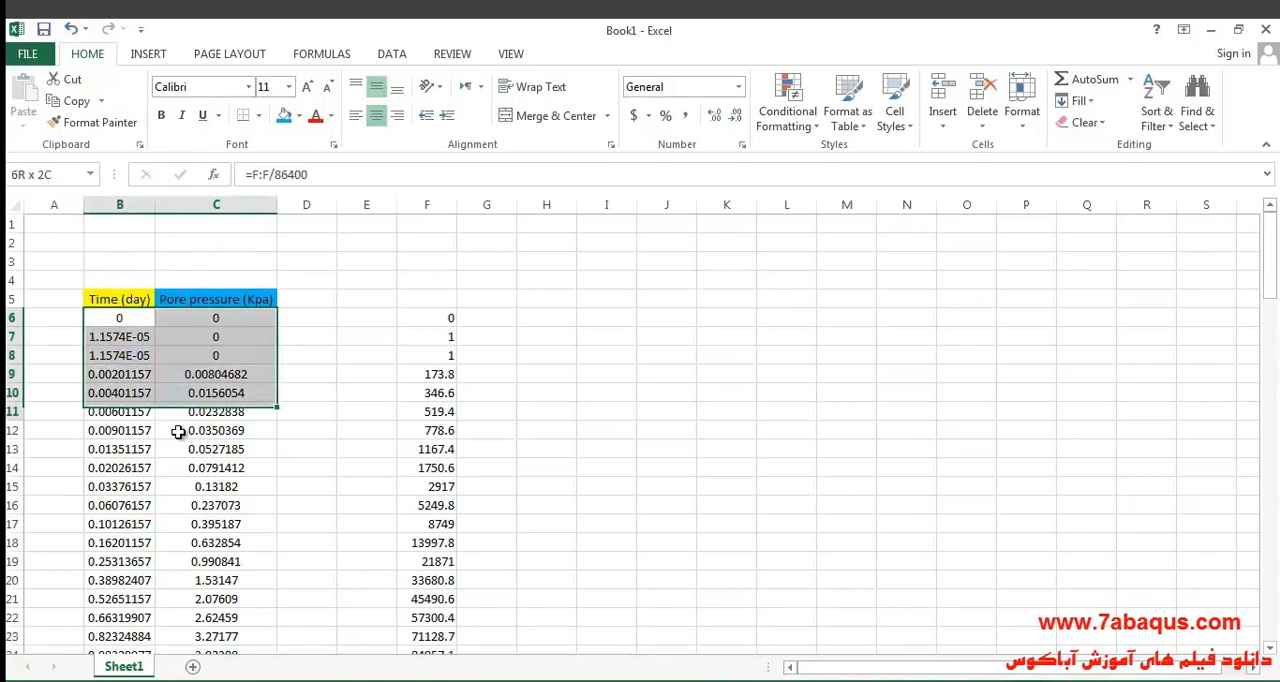 Book1 - Excel
?
FILE HOME INSERT PAGE LAYOUT FORMULAS DATA REVIEW VIEW Sign in
Cut
Copy
Format Painter
Paste
Clipboard
Calibri 11
B I U
Font
Wrap Text
Merge & Center
Alignment
General
$ % ,
Number
Conditional Formatting
Format as Table
Cell Styles
Styles
Insert Delete Format
Cells
AutoSum
Fill
Clear
Sort & Filter
Find & Select
Editing
6R x 2C fx =F:F/86400
A B C D E F G H I J K L M N O P Q R S
1
2
3
4
5 Time (day) Pore pressure (Kpa)
6 0 0 0
7 1.1574E-05 0 1
8 1.1574E-05 0 1
9 0.00201157 0.00804682 173.8
10 0.00401157 0.0156054 346.6
11 0.00601157 0.0232838 519.4
12 0.00901157 0.0350369 778.6
13 0.01351157 0.0527185 1167.4
14 0.02026157 0.0791412 1750.6
15 0.03376157 0.13182 2917
16 0.06076157 0.237073 5249.8
17 0.10126157 0.395187 8749
18 0.16201157 0.632854 13997.8
19 0.25313657 0.990841 21871
20 0.38982407 1.53147 33680.8
21 0.52651157 2.07609 45490.6
22 0.66319907 2.62459 57300.4
23 0.82324884 3.27177 71128.7
Sheet1
www.7abaqus.com
دانلود فیلم های آموزش آباکوس